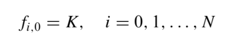 f_{i,0} = K, i = 0, 1, . . . , N